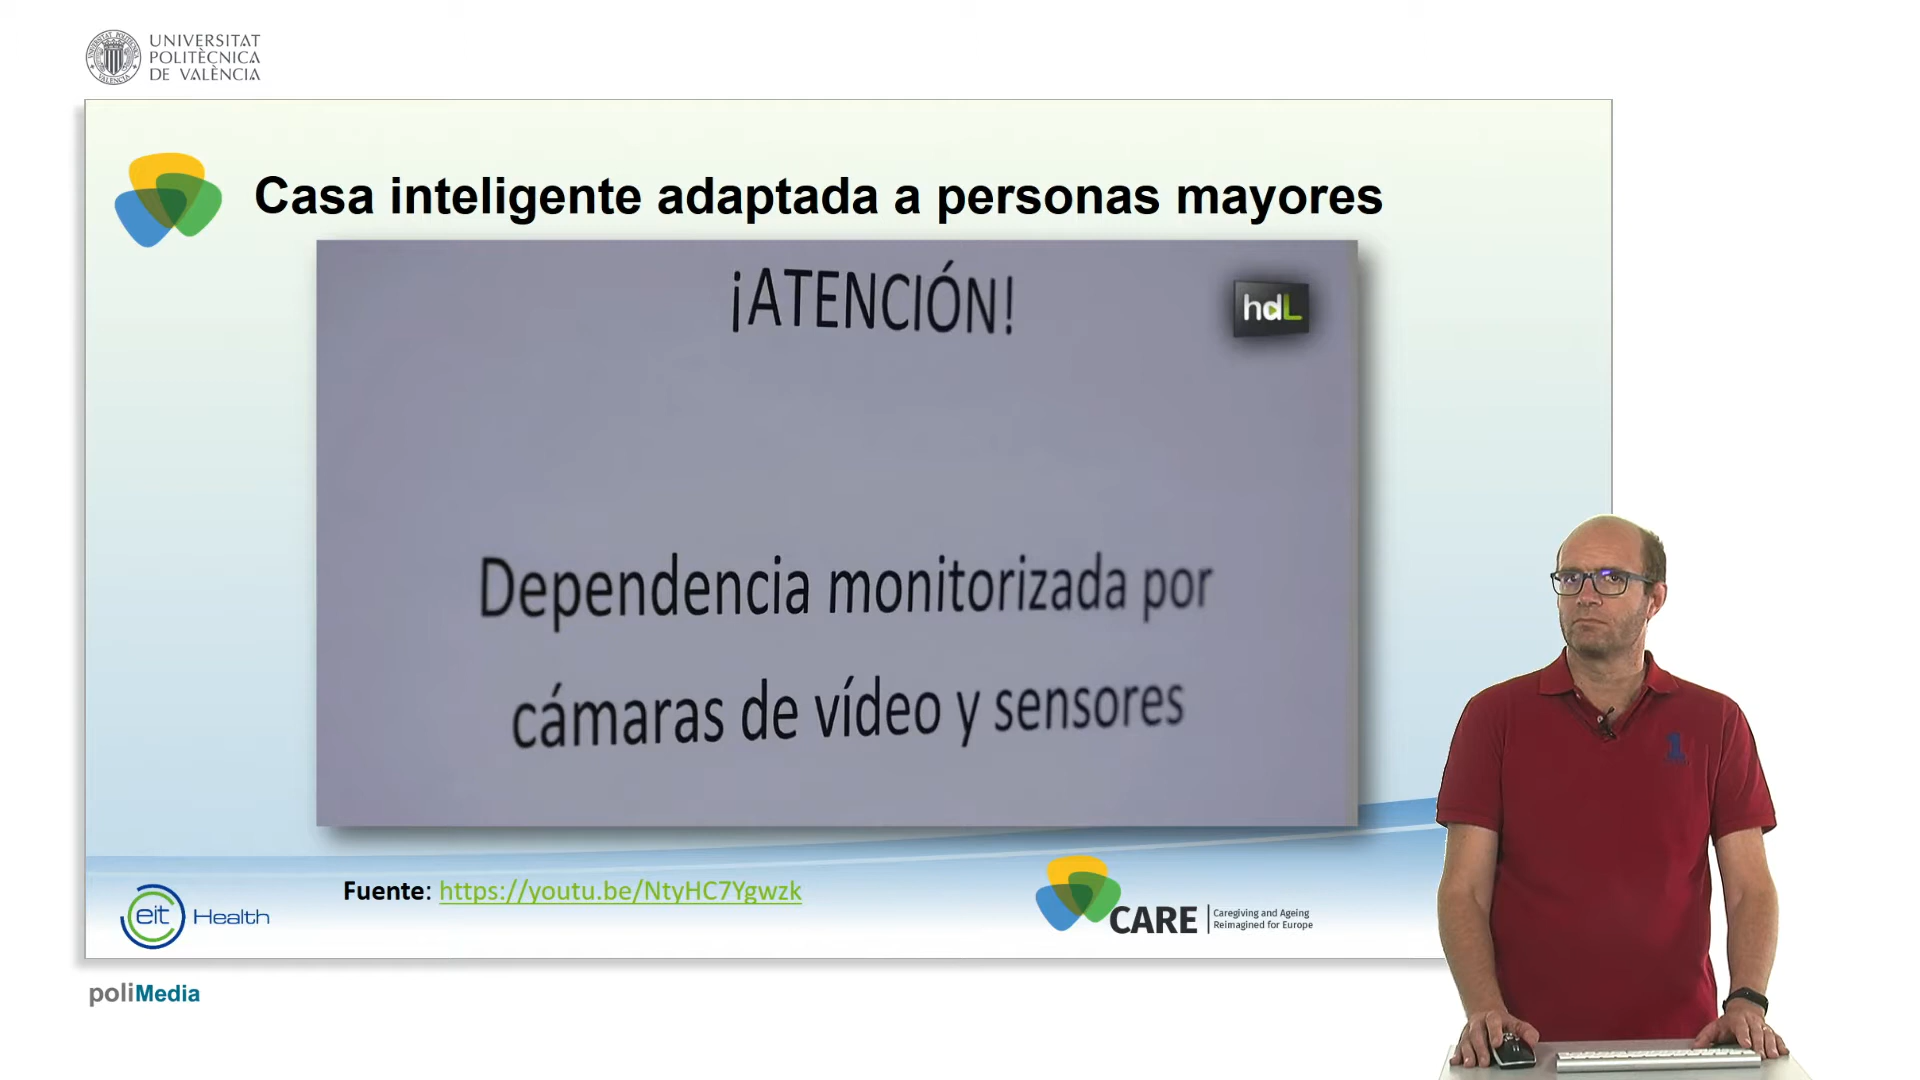 UNIVERSITAT
POLITÈCNICA
DE VALÈNCIA
Casa inteligente adaptada a personas mayores
¡ATENCIÓN!
hdL
Dependencia monitorizada por
cámaras de vídeo y sensores
Fuente: https://youtu.be/NtyHC7Ygwzk
eit Health
CARE
Caregiving and Ageing
Reimagined for Europe
poliMedia
1